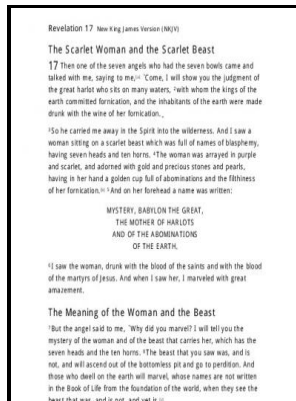 Revelation 17 New King James Version (NKJV)
The Scarlet Woman and the Scarlet Beast
17 Then one of the seven angels who had the seven bowls came and
talked with me, saying to me, "Come, I will show you the judgment of
the great harlot who sits on many waters, 2 with whom the kings of the
earth committed fornication, and the inhabitants of the earth were made
drunk with the wine of her fornication."
3 So he carried me away in the Spirit into the wilderness. And I saw a
woman sitting on a scarlet beast which was full of names of blasphemy,
having seven heads and ten horns. 4 The woman was arrayed in purple
and scarlet, and adorned with gold and precious stones and pearls,
having in her hand a golden cup full of abominations and the filthiness
of her fornication. 5 And on her forehead a name was written:
MYSTERY, BABYLON THE GREAT,
THE MOTHER OF HARLOTS
AND OF THE ABOMINATIONS
OF THE EARTH.
6 I saw the woman, drunk with the blood of the saints and with the blood
of the martyrs of Jesus. And when I saw her, I marveled with great
amazement.
The Meaning of the Woman and the Beast
7 But the angel said to me, "Why did you marvel? I will tell you the
mystery of the woman and of the beast that carries her, which has the
seven heads and the ten horns. 8 The beast that you saw was, and is
not, and will ascend out of the bottomless pit and go to perdition. And
those who dwell on the earth will marvel, whose names are not written
in the Book of Life from the foundation of the world, when they see the
beast that was, and is not, and yet is.